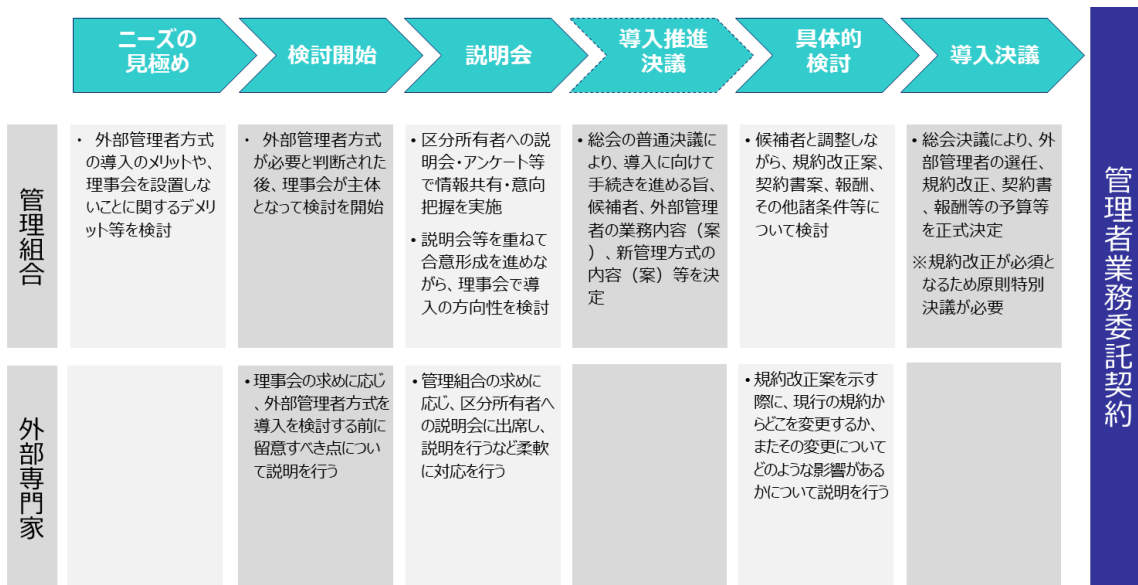 ニーズの
見極め
検討開始
説明会
導入推進
決議
具体的
検討
導入決議
管理組合
・ 外部管理者方式
の導入のメリットや、
理事会を設置しな
いことに関するデメリ
ット等を検討
・ 外部管理者方式
が必要と判断された
後、理事会が主体
となって検討を開始
• 区分所有者への説
明会・アンケート等
で情報共有・意向
把握を実施
• 説明会等を重ねて
合意形成を進めな
がら、理事会で導
入の方向性を検討
• 総会の普通決議に
より、導入に向けて
手続きを進める旨、
候補者、外部管理
者の業務内容（案
）、新管理方式の
内容（案）等を決
定
• 候補者と調整しな
がら、規約改正案、
契約書案、報酬、
その他諸条件等に
ついて検討
• 総会決議により、外
部管理者の選任、
規約改正、契約書
、報酬等の予算等
を正式決定
※規約改正が必須と
なるため原則特別
決議が必要
外部専門家
• 理事会の求めに応じ
、外部管理者方式を
導入を検討する前に
留意すべき点につい
て説明を行う
• 管理組合の求めに
応じ、区分所有者へ
の説明会に出席し、
説明を行うなど柔軟
に対応を行う
• 規約改正案を示す
際に、現行の規約か
らどこを変更するか、
またその変更について
どのような影響がある
かについて説明を行う
管理者業務委託契約